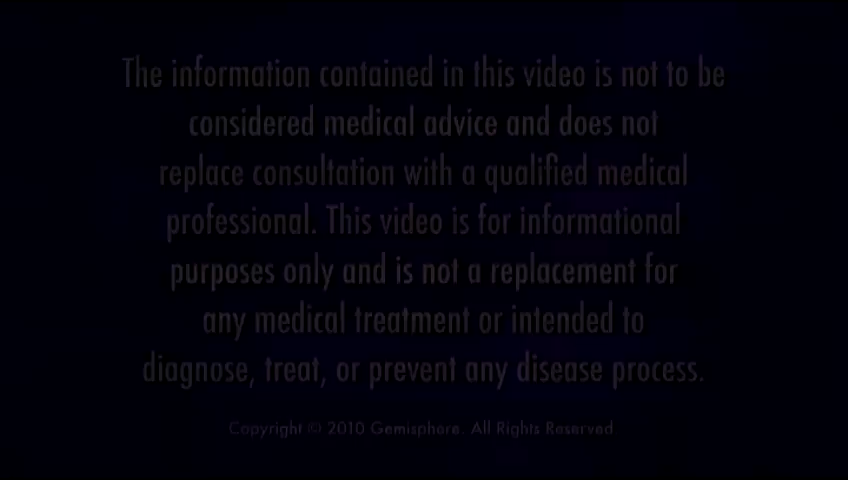 The information contained in this video is not to be
considered medical advice and does not
replace consultation with a qualified medical
professional. This video is for informational
purposes only and is not a replacement for
any medical treatment or intended to
diagnose, treat, or prevent any disease process.
Copyright © 2010 Gemisphere. All Rights Reserved